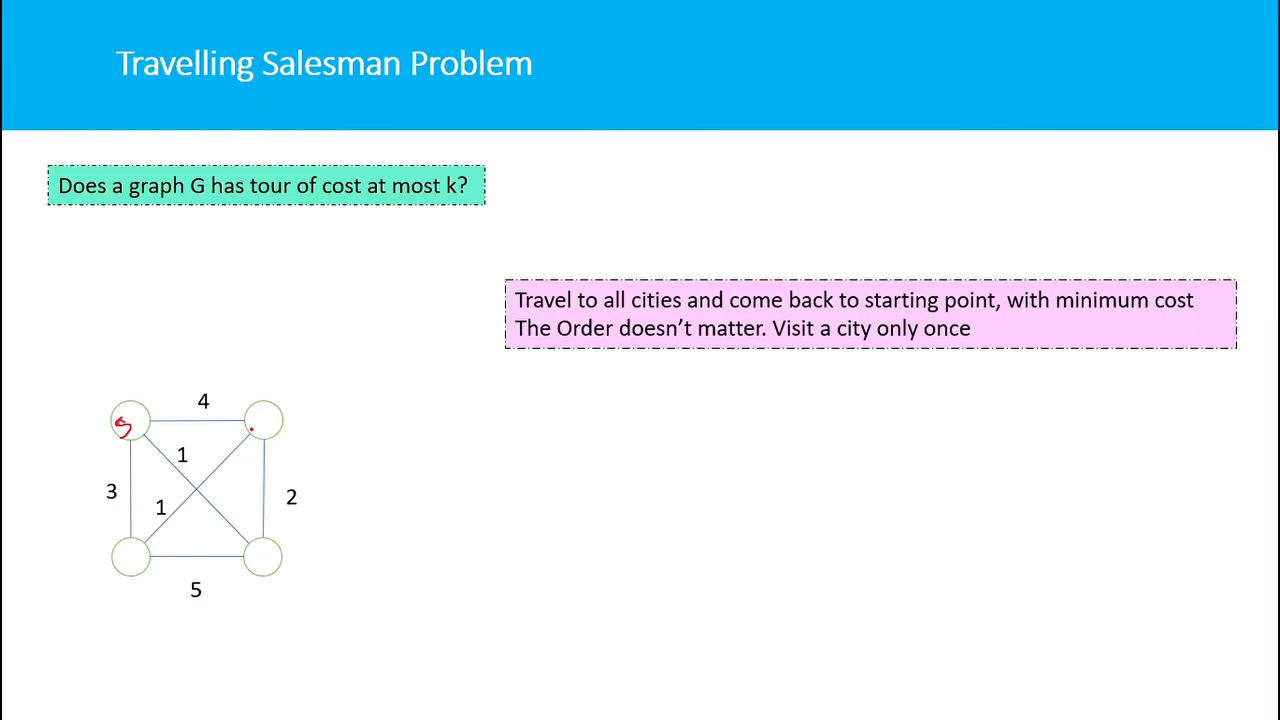 Travelling Salesman Problem
Does a graph G has tour of cost at most k?
Travel to all cities and come back to starting point, with minimum cost
The Order doesn't matter. Visit a city only once
4
S
1
3
1
2
5